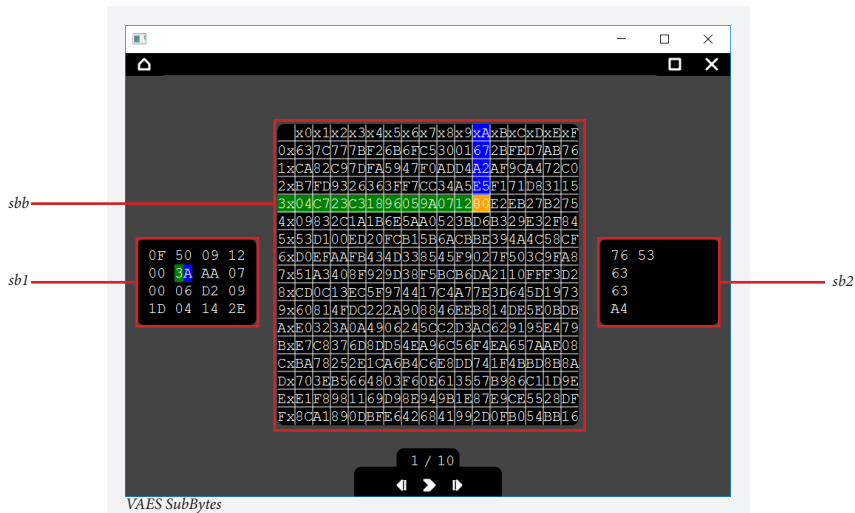 x0x1x2x3x4x5x6x7x8x9xAxBxCxDxExF
0x637C777BF26B6FC53001672BFED7AB76
1xCA82C97DFA5947F0ADD4A2AF9CA472C0
2xB7FD9326363FF7CC34A5E5F171D83115
3x04C723C31896059A071280E2EB27B275
4x09832C1A1B6E5AA0523BD6B329E32F84
5x53D100ED20FCB15B6ACBBE394A4C58CF
6xD0EFAAFB434D338545F9027F503C9FA8
7x51A3408F929D38F5BCB6DA2110FFF3D2
8xCD0C13EC5F974417C4A77E3D645D1973
9x60814FDC222A908846EEB814DE5E0BDB
AxE0323A0A4906245CC2D3AC629195E479
BxE7C8376D8DD54EA96C56F4EA657AAE08
CxBA78252E1CA6B4C6E8DD741F4BBD8B8A
Dx703EB5664803F60E613557B986C11D9E
ExE1F8981169D98E949B1E87E9CE5528DF
Fx8CA1890DBFE6426841992D0FB054BB16
sbb
sb1
0F 50 09 12
00 3A AA 07
00 06 D2 09
1D 04 14 2E
76 53
63
63
A4
sb2
1 / 10
VAES SubBytes